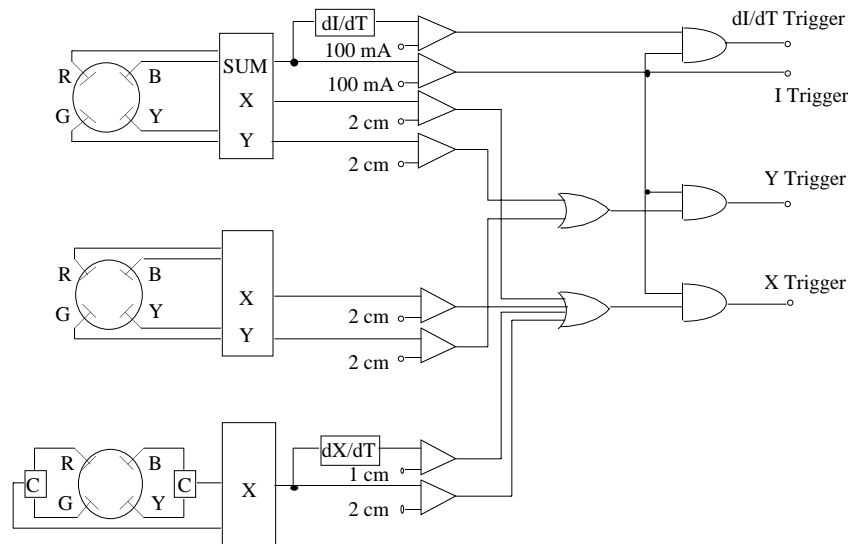 dI/dT
dI/dT Trigger
100 mA
R
B
SUM
100 mA
I Trigger
X
G
Y
2 cm
Y
2 cm
Y Trigger
R
B
X
X Trigger
G
Y
2 cm
Y
2 cm
dX/dT
R
B
C
C
X
1 cm
G
Y
2 cm